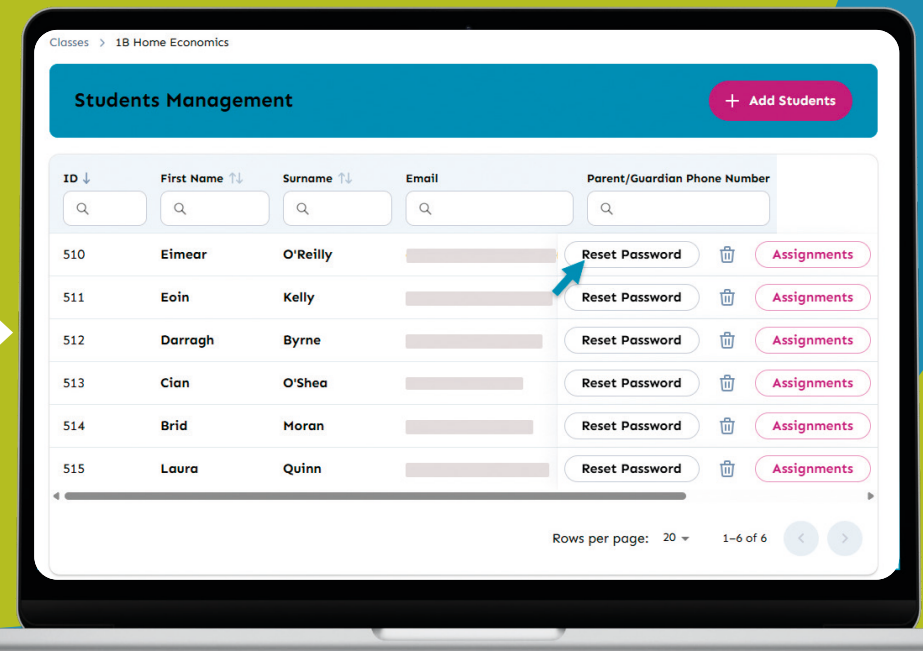 Classes > 1B Home Economics
Students Management + Add Students
ID ↓ First Name ↑↓ Surname ↑↓ Email Parent/Guardian Phone Number
510 Eimear O'Reilly Reset Password Assignments
511 Eoin Kelly Reset Password Assignments
512 Darragh Byrne Reset Password Assignments
513 Cian O'Shea Reset Password Assignments
514 Brid Moran Reset Password Assignments
515 Laura Quinn Reset Password Assignments
Rows per page: 20 1–6 of 6 < >